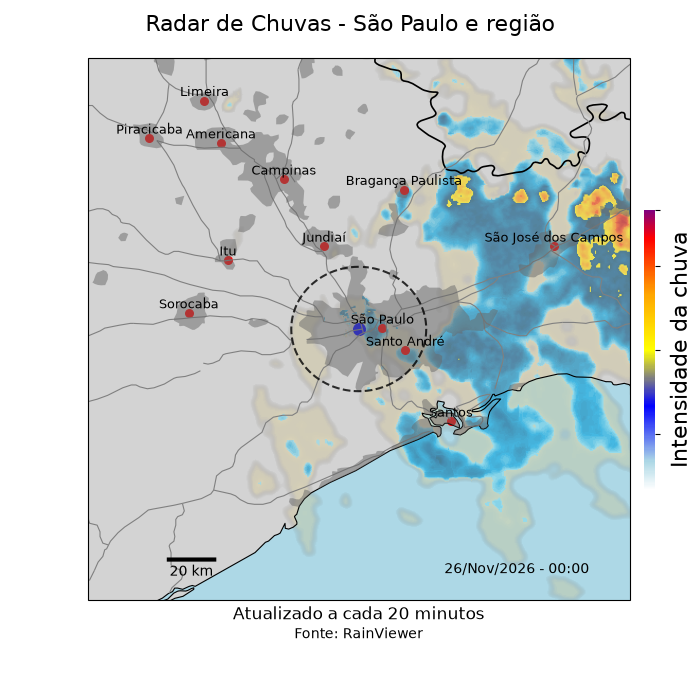 Radar de Chuvas - São Paulo e região
Limeira
Piracicaba
Americana
Campinas
Bragança Paulista
Jundiaí
São José dos Campos
Itu
Sorocaba
São Paulo
Santo André
Santos
Intensidade da chuva
20 km
26/Nov/2026 - 00:00
Atualizado a cada 20 minutos
Fonte: RainViewer